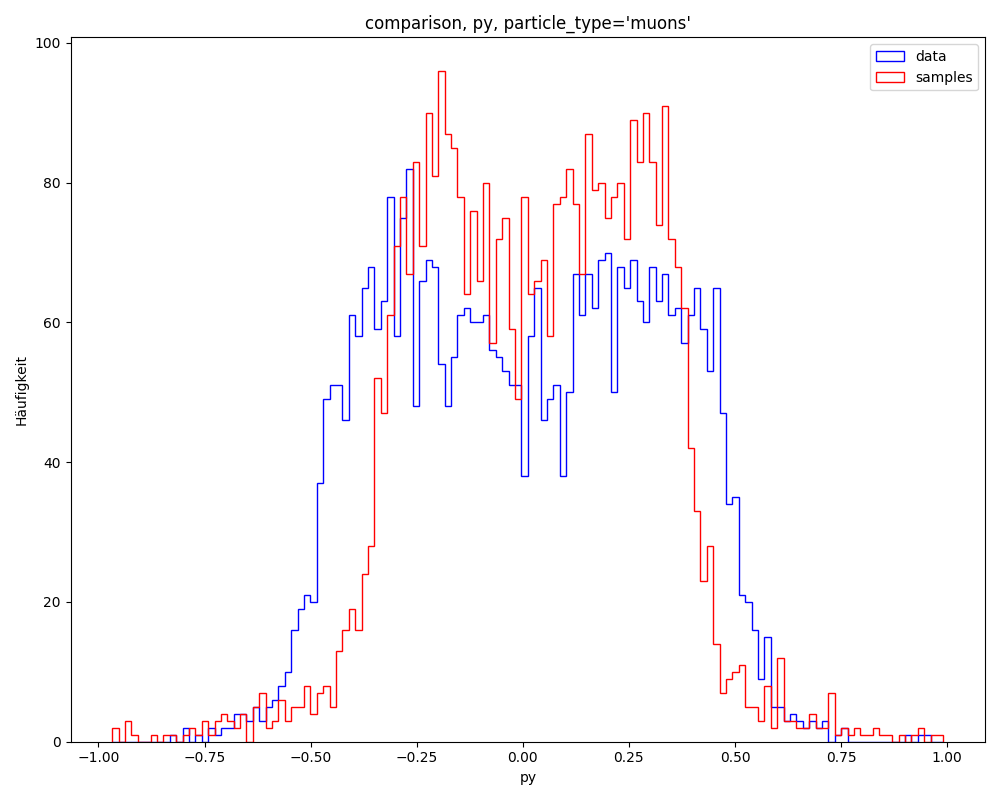 comparison, py, particle_type='muons'
data
samples
100
80
60
40
20
0
Häufigkeit
−1.00 −0.75 −0.50 −0.25 0.00 0.25 0.50 0.75 1.00
py